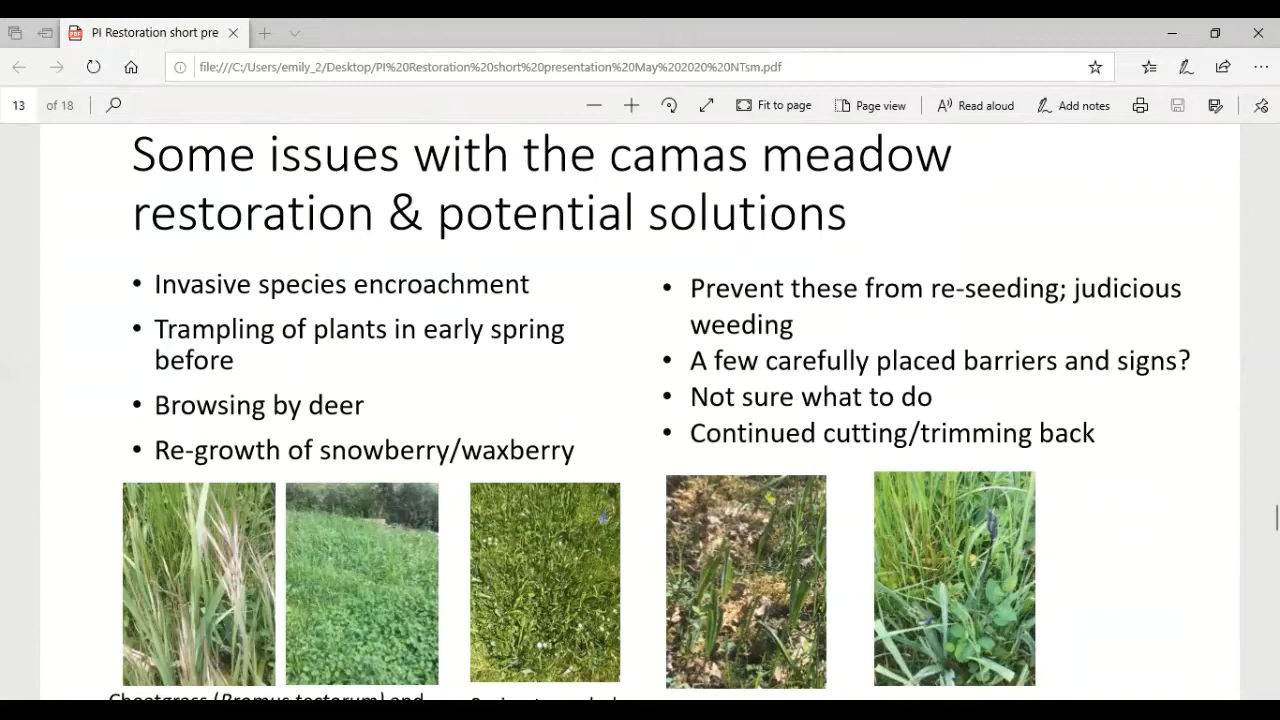 PI Restoration short pre
file:///C:/Users/emily_2/Desktop/PI%20Restoration%20short%20presentation%20May%202020%20NTsm.pdf
13 of 18
Fit to page
Page view
Read aloud
Add notes
Some issues with the camas meadow
restoration & potential solutions
• Invasive species encroachment
• Trampling of plants in early spring
before
• Browsing by deer
• Re-growth of snowberry/waxberry
• Prevent these from re-seeding; judicious
weeding
• A few carefully placed barriers and signs?
• Not sure what to do
• Continued cutting/trimming back
Cheatgrass (Bromus tectorum) and